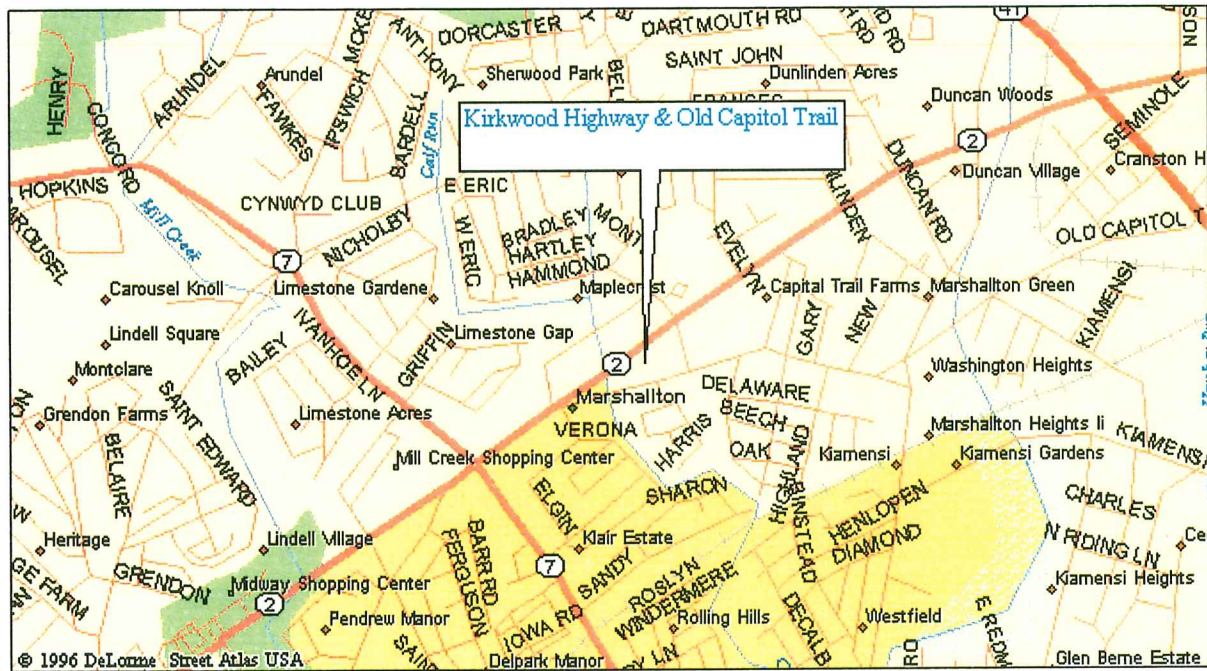 DORCASTER
DARTMOUTH RD
41
ANTHONY
SAINT JOHN
HENRY
CONCORD
ARUNDEL
Arundel
FAWKES
IPSWICH
BARDELL
Sherwood Park
Dunlinden Acres
Duncan Woods
SEMINOLE
Kirkwood Highway & Old Capitol Trail
Calf Run
2
Duncan Village
Cranston H
HOPKINS
Mill Creek
CYNWYD CLUB
E ERIC
W ERIC
NICHOLBY
BRADLEY
HARTLEY
HAMMOND
MONT
EVELYN
DUNCAN RD
OLD CAPITOL T
7
Carousel Knoll
Limestone Gardene
Maplecrest
Capital Trail Farms
Marshallton Green
KIAMENSI
Lindell Square
IVANHOE LN
GRIFFIN
Limestone Gap
GARY
NEW
BAILEY
2
Montclare
Washington Heights
DELAWARE
Grendon Farms
SAINT EDWARD
Limestone Acres
Marshallton
VERONA
HARRIS
BEECH
OAK
HIGHLAND
Marshallton Heights Ii
KIAMENSI
BELAIRE
Mill Creek Shopping Center
Kiamensi
Kiamensi Gardens
ELGIN
SHARON
BINSTEAD
HENLOPEN
DIAMOND
CHARLES
N RIDING LN
Heritage
Lindell Village
BARR RD
FERGUSON
Klair Estate
GRENDON
Midway Shopping Center
7
SANDY
ROSLYN
WINDERMERE
Kiamensi Heights
2
Pendrew Manor
IOWA RD
Rolling Hills
DECALB
Westfield
E REDM
© 1996 DeLorme Street Atlas USA
Delpark Manor
RD
Glen Berne Estate